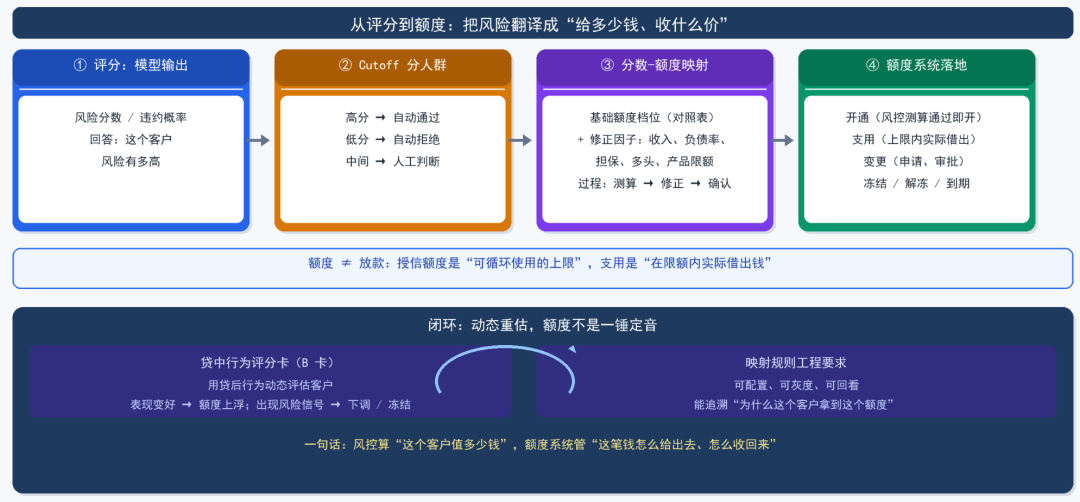 从评分到额度：把风险翻译成“给多少钱、收什么价”
① 评分：模型输出
风险分数 / 违约概率
回答：这个客户
风险有多高
② Cutoff 分人群
高分 → 自动通过
低分 → 自动拒绝
中间 → 人工判断
③ 分数-额度映射
基础额度档位（对照表）
+ 修正因子：收入、负债率、
担保、多头、产品限额
过程：测算 → 修正 → 确认
④ 额度系统落地
开通（风控测算通过即开）
支用（上限内实际借出）
变更（申请、审批）
冻结 / 解冻 / 到期
额度 ≠ 放款：授信额度是“可循环使用的上限”，支用是“在限额内实际借出钱”
闭环：动态重估，额度不是一锤定音
贷中行为评分卡（B 卡）
用贷后行为动态评估客户
表现变好 → 额度上浮；出现风险信号 → 下调 / 冻结
映射规则工程要求
可配置、可灰度、可回看
能追溯“为什么这个客户拿到这个额度”
一句话：风控算“这个客户值多少钱”，额度系统管“这笔钱怎么给出去、怎么收回来”